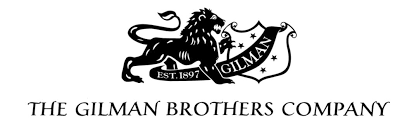 GILMAN
EST. 1897
THE GILMAN BROTHERS COMPANY